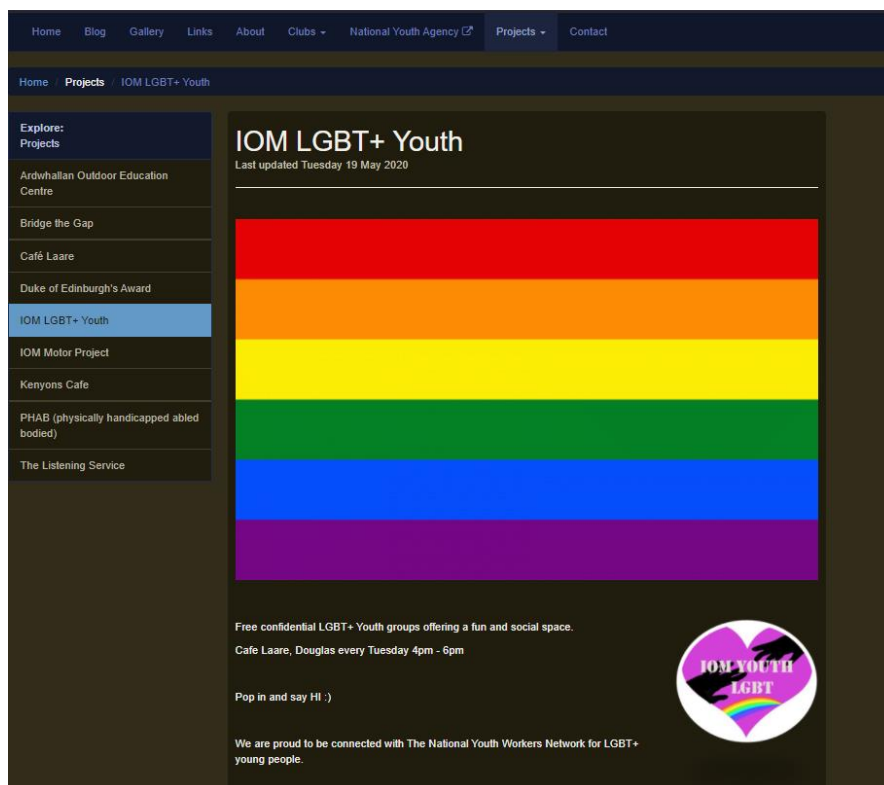 Home Blog Gallery Links About Clubs National Youth Agency Projects Contact
Home / Projects / IOM LGBT+ Youth
Explore:
Projects
Ardwhallan Outdoor Education
Centre
Bridge the Gap
Café Laare
Duke of Edinburgh's Award
IOM LGBT+ Youth
IOM Motor Project
Kenyons Cafe
PHAB (physically handicapped abled
bodied)
The Listening Service
IOM LGBT+ Youth
Last updated Tuesday 19 May 2020
Free confidential LGBT+ Youth groups offering a fun and social space.
Cafe Laare, Douglas every Tuesday 4pm - 6pm
Pop in and say HI :)
We are proud to be connected with The National Youth Workers Network for LGBT+
young people.
IOM YOUTH
LGBT